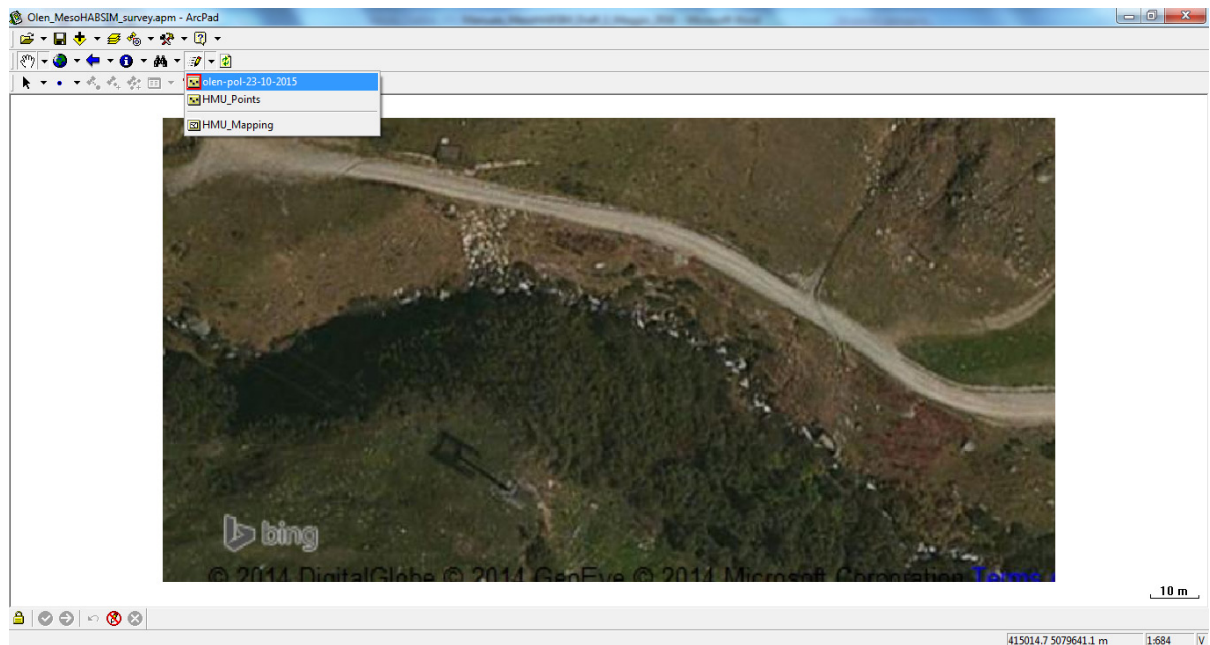 Olen_MesoHABSIM_survey.apm - ArcPad
olen-pol-23-10-2015
HMU_Points
HMU_Mapping
bing
© 2014 DigitalGlobe © 2014 GeoEye © 2014 Microsoft Corporation Terms
10 m
415014.7 5079641.1 m
1:684
V